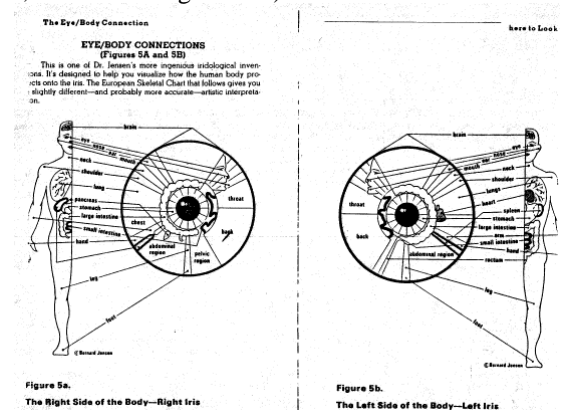 The Eye/Body Connection
EYE/BODY CONNECTIONS
(Figures 5A and 5B)
This is one of Dr. Jensen's more ingenious iridological inven-
ons. It's designed to help you visualize how the human body pro-
cts onto the iris. The European Skeletal Chart that follows gives you
slightly different—and probably more accurate—artistic interpreta-
on.
brain
eye
nose
ear
mouth
neck
shoulder
lung
pancreas
stomach
large intestine
small intestine
hand
chest
abdominal
region
pelvic
region
throat
back
leg
foot
© Bernard Jensen
Figure 5a.
The Right Side of the Body—Right Iris
here to Look
brain
eye
nose
ear
mouth
neck
shoulder
lungs
heart
spleen
stomach
large intestine
arm
small intestine
hand
rectum
throat
back
abdominal region
leg
foot
© Bernard Jensen
Figure 5b.
The Left Side of the Body—Left Iris